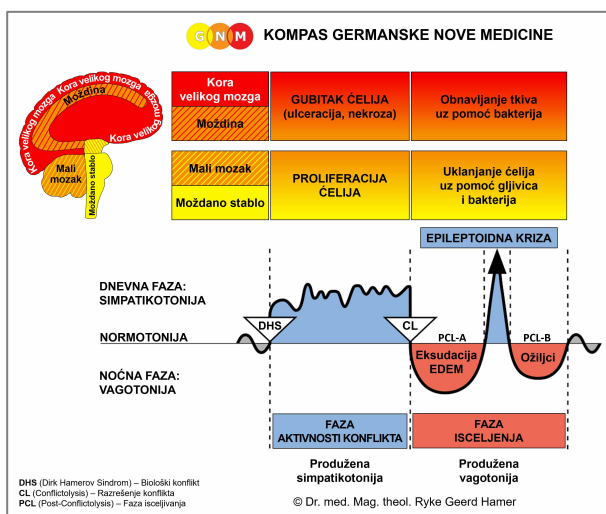 G N M KOMPAS GERMANSKE NOVE MEDICINE
Kora velikog mozga
Kora velikog mozga
Kora velikog mozga
Kora velikog
Moždina
Mali
mozak
Moždano stablo
Kora
velikog mozga
Moždina
GUBITAK ĆELIJA
(ulceracija, nekroza)
Obnavljanje tkiva
uz pomoć bakterija
Mali mozak
Moždano stablo
PROLIFERACIJA
ĆELIJA
Uklanjanje ćelija
uz pomoć gljivica
i bakterija
EPILEPTOIDNA KRIZA
DNEVNA FAZA:
SIMPATIKOTONIJA
DHS
CL
NORMOTONIJA
PCL-A
PCL-B
Eksudacija
EDEM
Ožiljci
NOĆNA FAZA:
VAGOTONIJA
FAZA
AKTIVNOSTI KONFLIKTA
FAZA
ISCELJENJA
Produžena
simpatikotonija
Produžena
vagotonija
DHS (Dirk Hamerov Sindrom) – Biološki konflikt
CL (Conflictolysis) – Razrešenje konflikta
PCL (Post-Conflictolysis) – Faza isceljivanja
© Dr. med. Mag. theol. Ryke Geerd Hamer